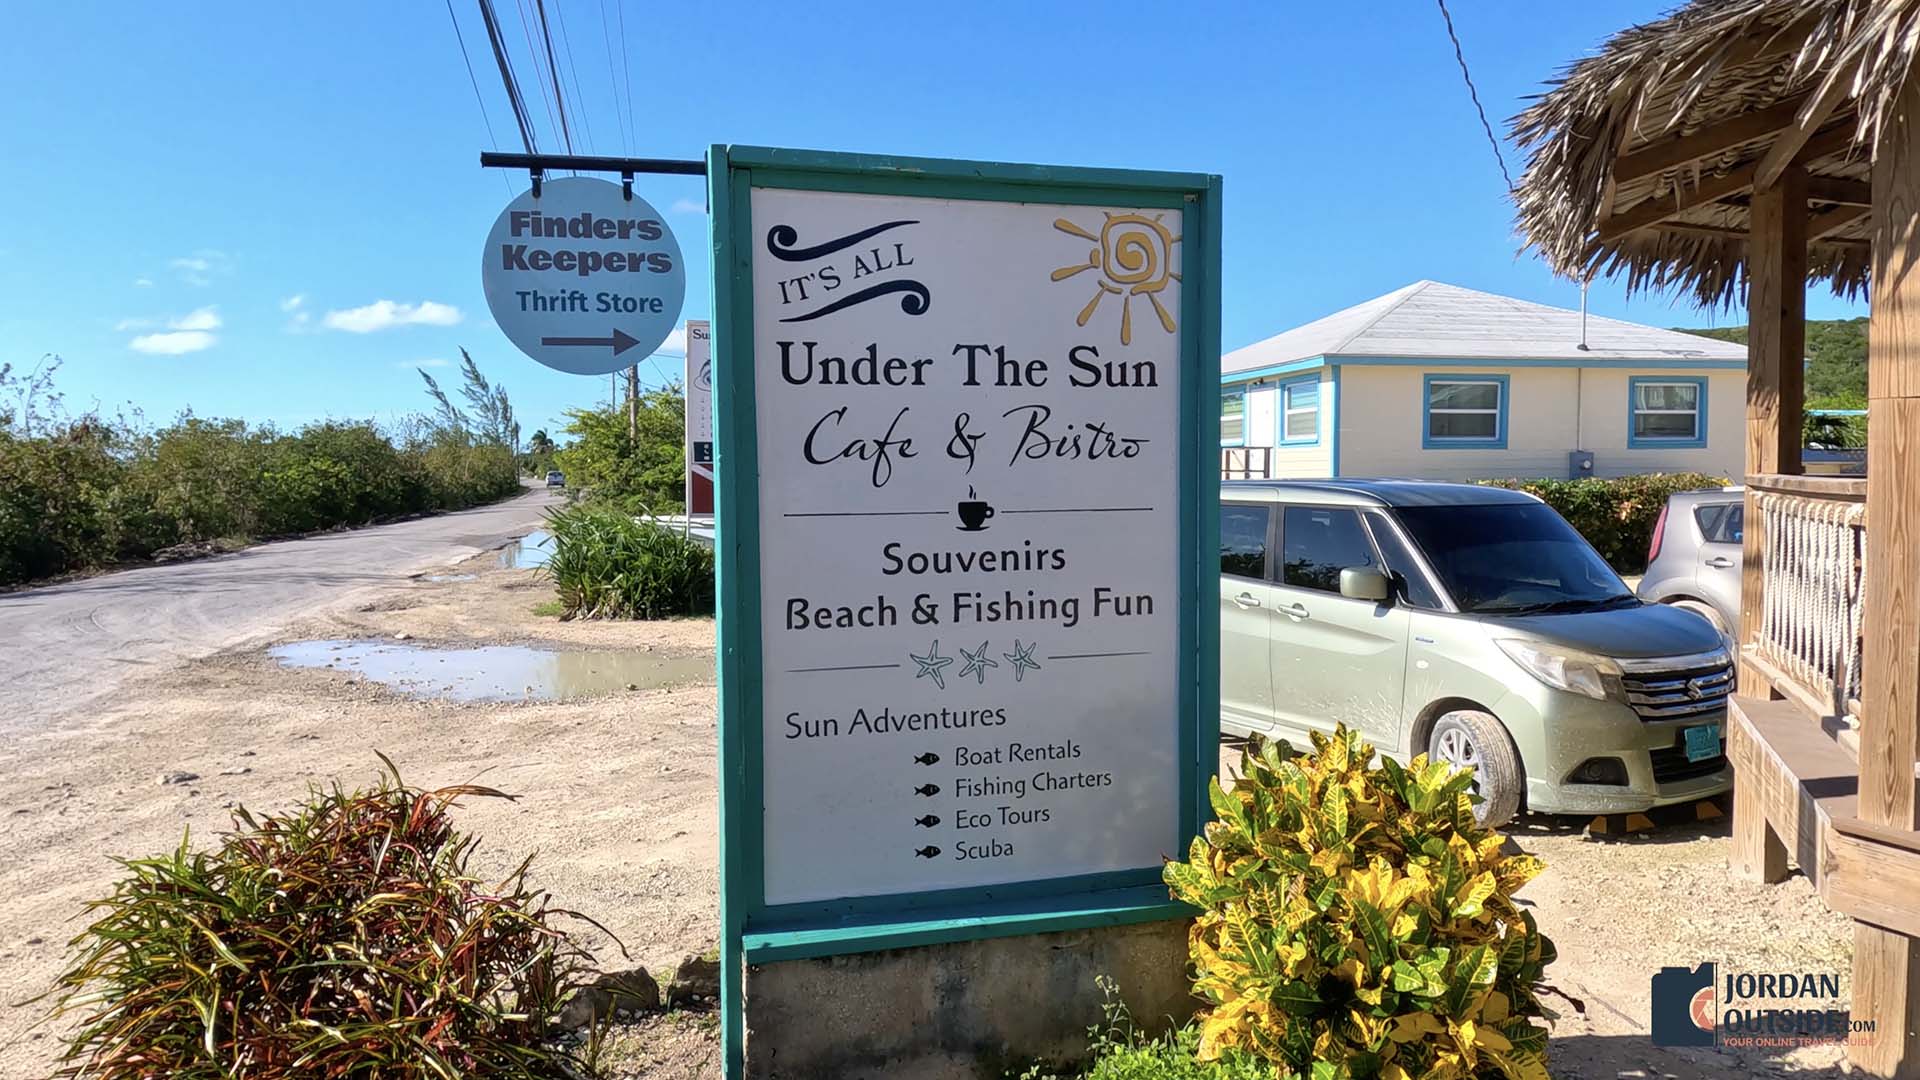 Finders
Keepers
Thrift Store
IT'S ALL
Under The Sun
Cafe & Bistro
Souvenirs
Beach & Fishing Fun
Sun Adventures
Boat Rentals
Fishing Charters
Eco Tours
Scuba
JORDAN
OUTSIDE.COM
YOUR ONLINE TRAVEL GUIDE